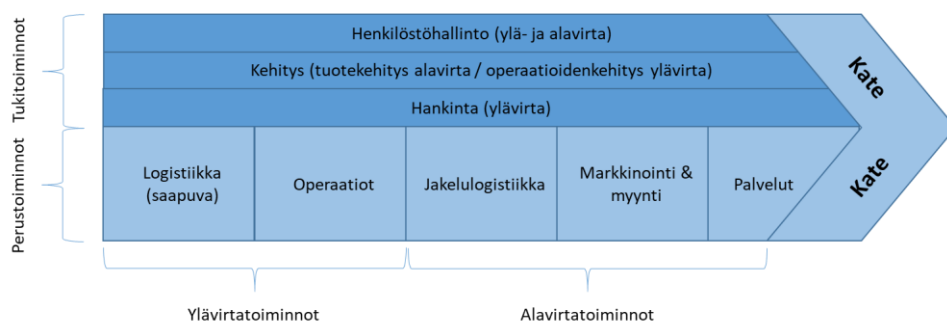 Tukitoiminnot
Henkilöstöhallinto (ylä- ja alavirta)
Kehitys (tuotekehitys alavirta / operaatioidenkehitys ylävirta)
Hankinta (ylävirta)
Kate
Perustoiminnot
Logistiikka
(saapuva)
Operaatiot
Jakelulogistiikka
Markkinointi &
myynti
Palvelut
Kate
Ylävirtatoiminnot
Alavirtatoiminnot